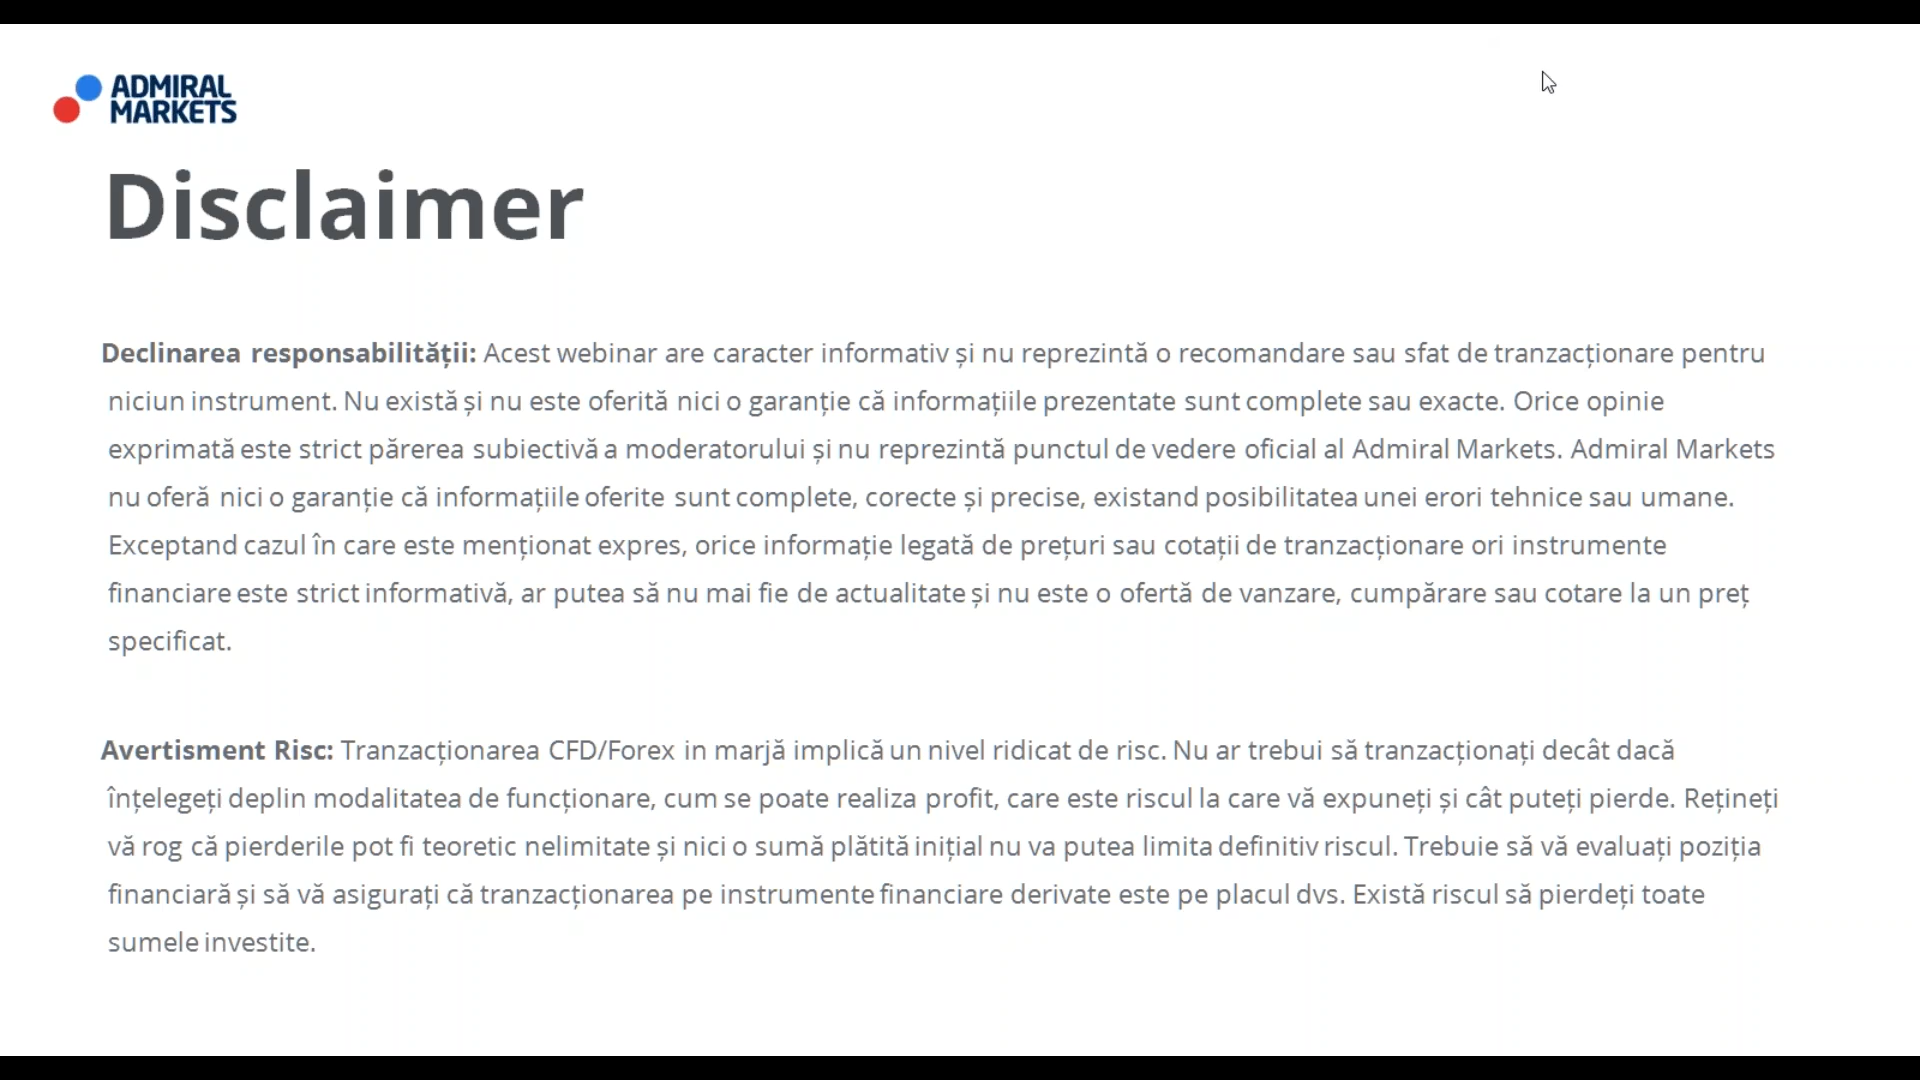 ADMIRAL
MARKETS
Disclaimer
Declinarea responsabilității: Acest webinar are caracter informativ și nu reprezintă o recomandare sau sfat de tranzacționare pentru
niciun instrument. Nu există și nu este oferită nici o garanție că informațiile prezentate sunt complete sau exacte. Orice opinie
exprimată este strict părerea subiectivă a moderatorului și nu reprezintă punctul de vedere oficial al Admiral Markets. Admiral Markets
nu oferă nici o garanție că informațiile oferite sunt complete, corecte și precise, existand posibilitatea unei erori tehnice sau umane.
Exceptand cazul în care este menționat expres, orice informație legată de prețuri sau cotații de tranzacționare ori instrumente
financiare este strict informativă, ar putea să nu mai fie de actualitate și nu este o ofertă de vanzare, cumpărare sau cotare la un preț
specificat.
Avertisment Risc: Tranzacționarea CFD/Forex in marjă implică un nivel ridicat de risc. Nu ar trebui să tranzacționați decât dacă
înțelegeți deplin modalitatea de funcționare, cum se poate realiza profit, care este riscul la care vă expuneți și cât puteți pierde. Rețineți
vă rog că pierderile pot fi teoretic nelimitate și nici o sumă plătită inițial nu va putea limita definitiv riscul. Trebuie să vă evaluați poziția
financiară și să vă asigurați că tranzacționarea pe instrumente financiare derivate este pe placul dvs. Există riscul să pierdeți toate
sumele investite.